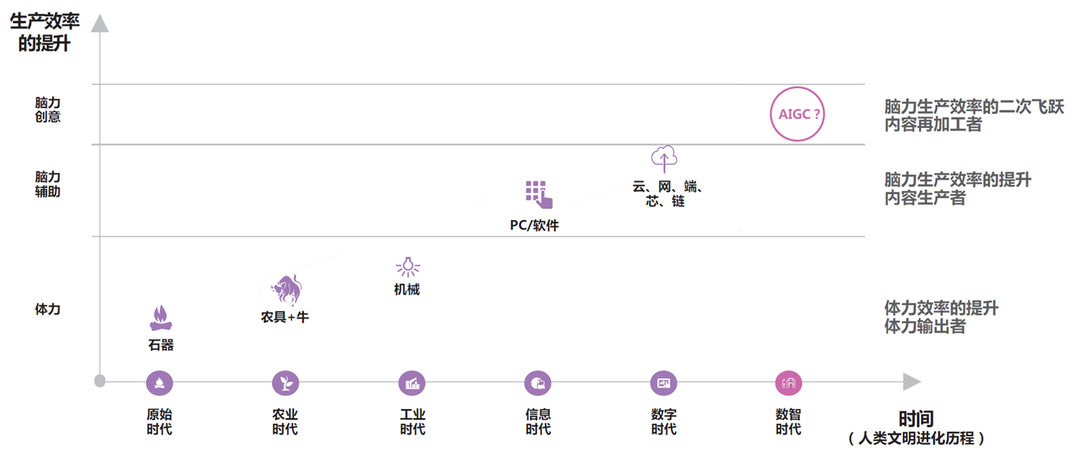 生产效率
的提升
脑力
创意
AIGC？
脑力生产效率的二次飞跃
内容再加工者
脑力
辅助
云、网、端、
芯、链
PC/软件
脑力生产效率的提升
内容生产者
体力
机械
农具+牛
石器
体力效率的提升
体力输出者
原始
时代
农业
时代
工业
时代
信息
时代
数字
时代
数智
时代
时间
（人类文明进化历程）